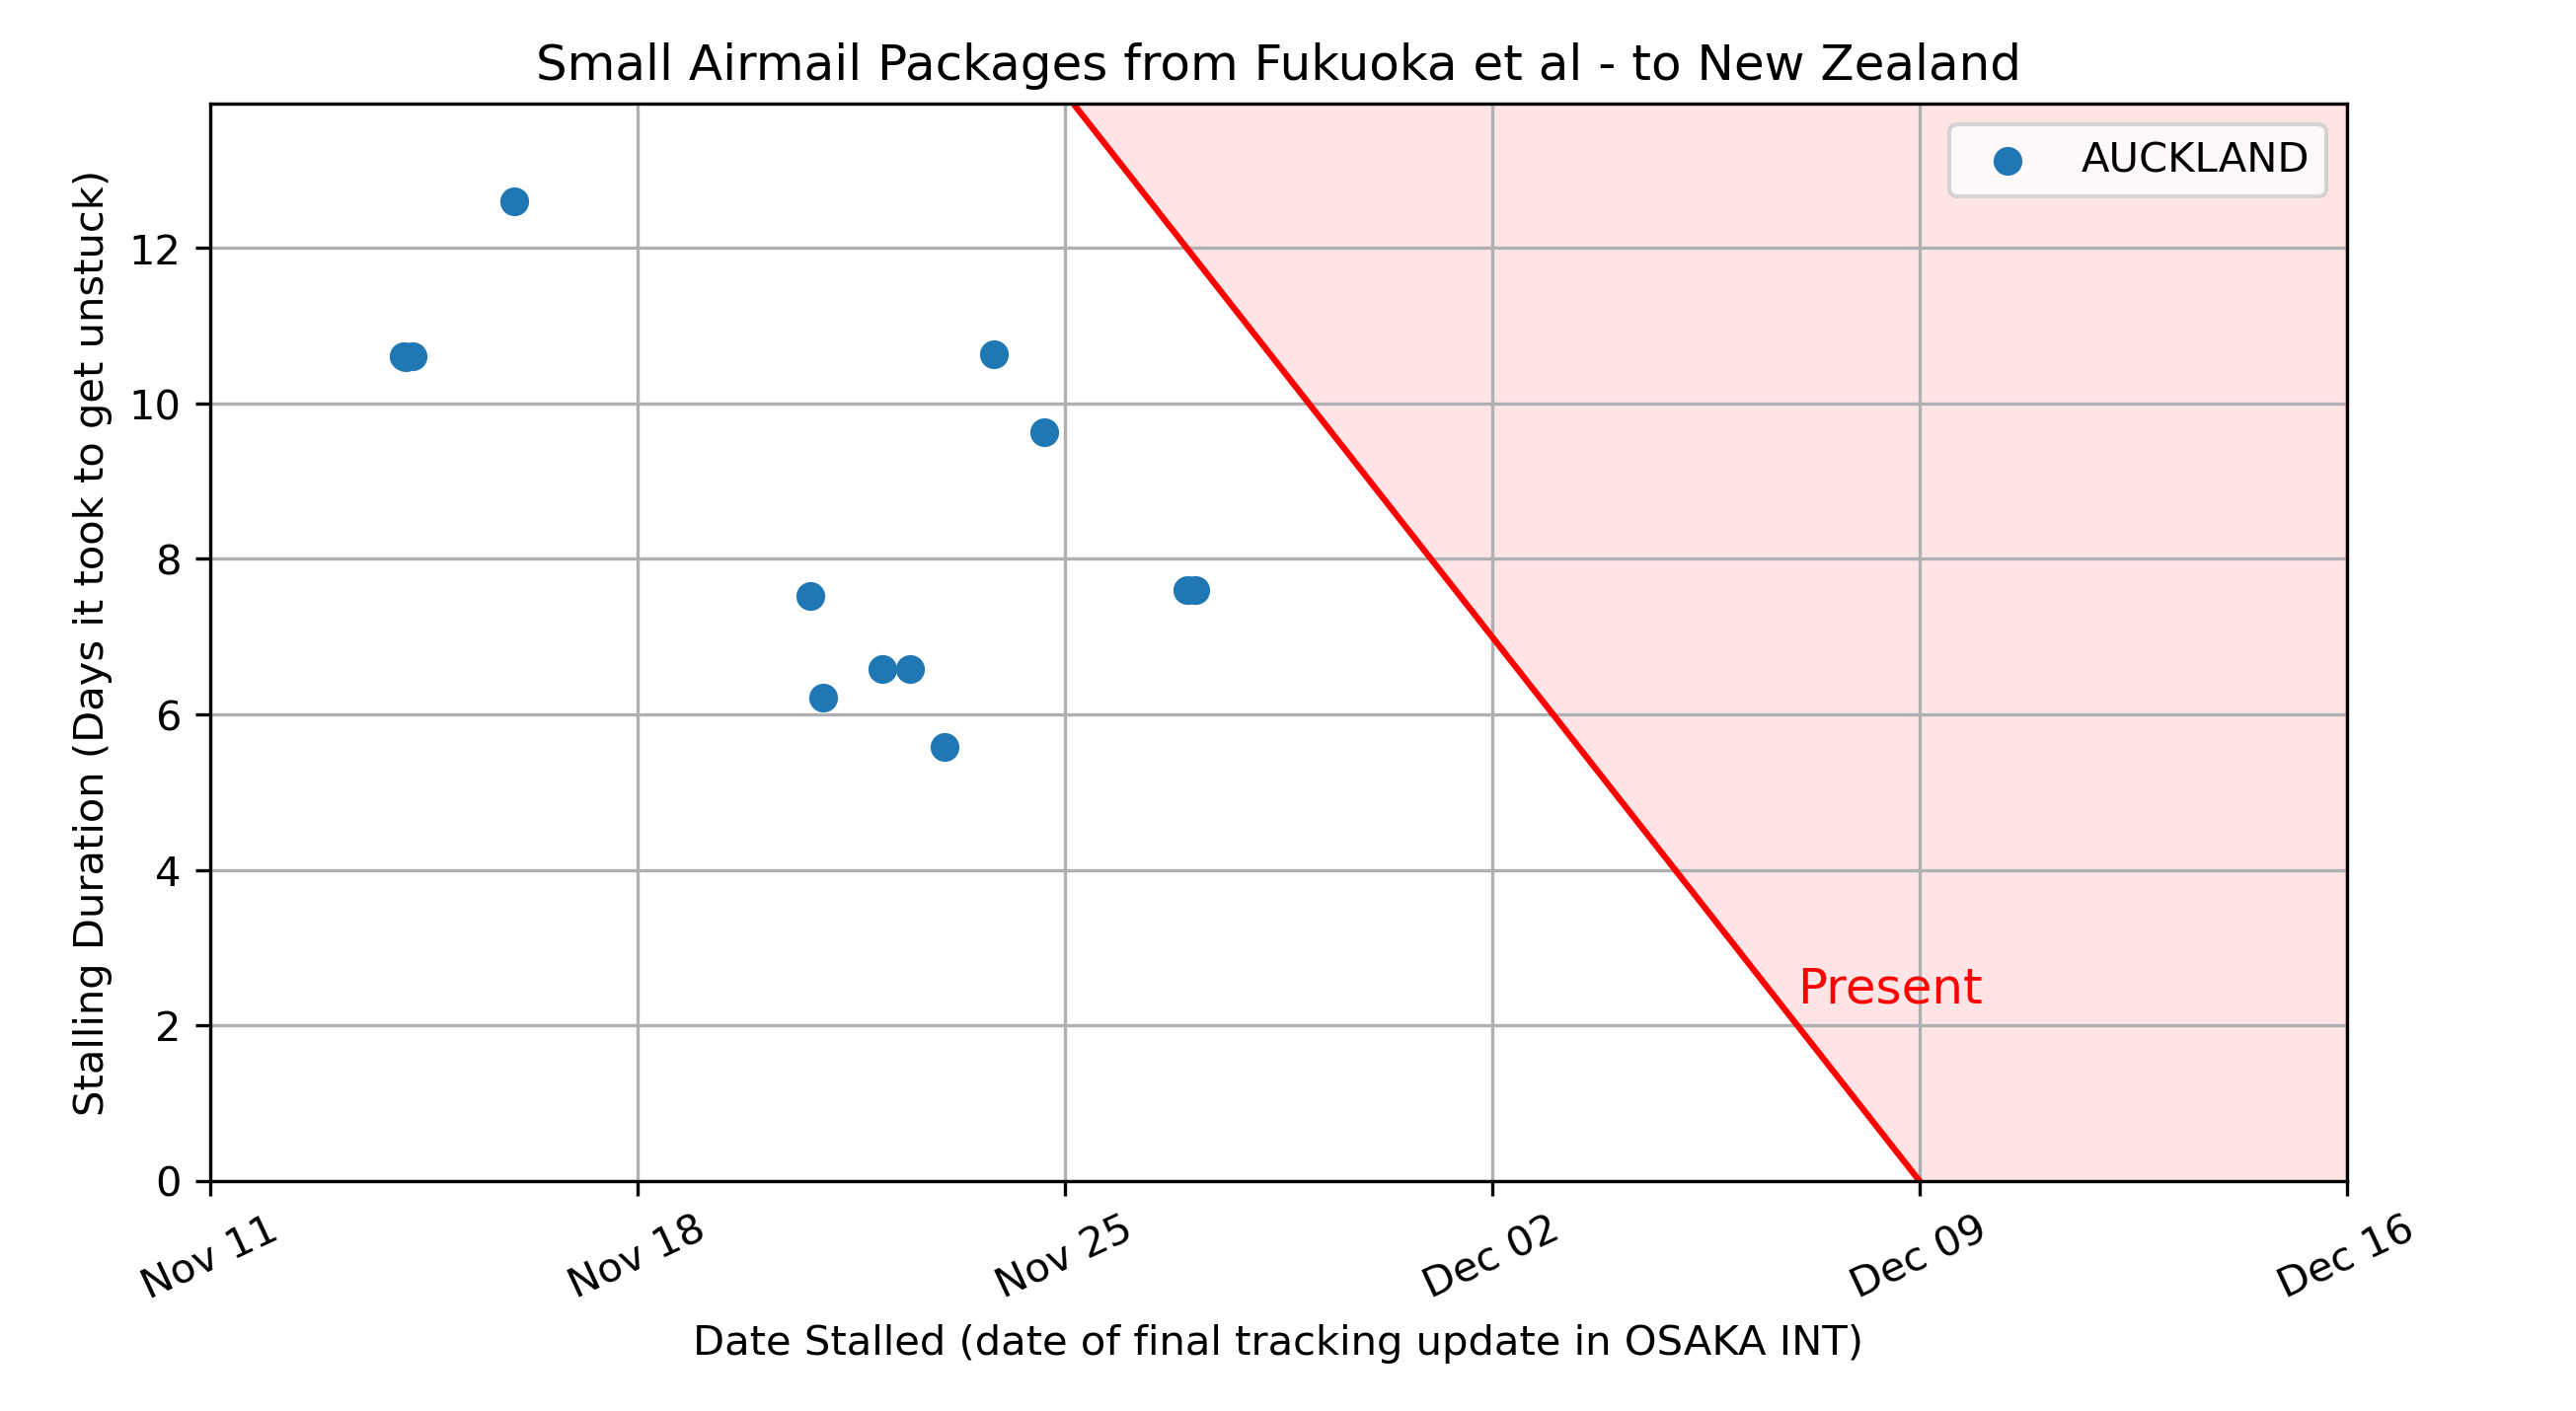 Small Airmail Packages from Fukuoka et al - to New Zealand
AUCKLAND
Stalling Duration (Days it took to get unstuck)
12
10
8
6
4
2
0
Present
Nov 11
Nov 18
Nov 25
Dec 02
Dec 09
Dec 16
Date Stalled (date of final tracking update in OSAKA INT)